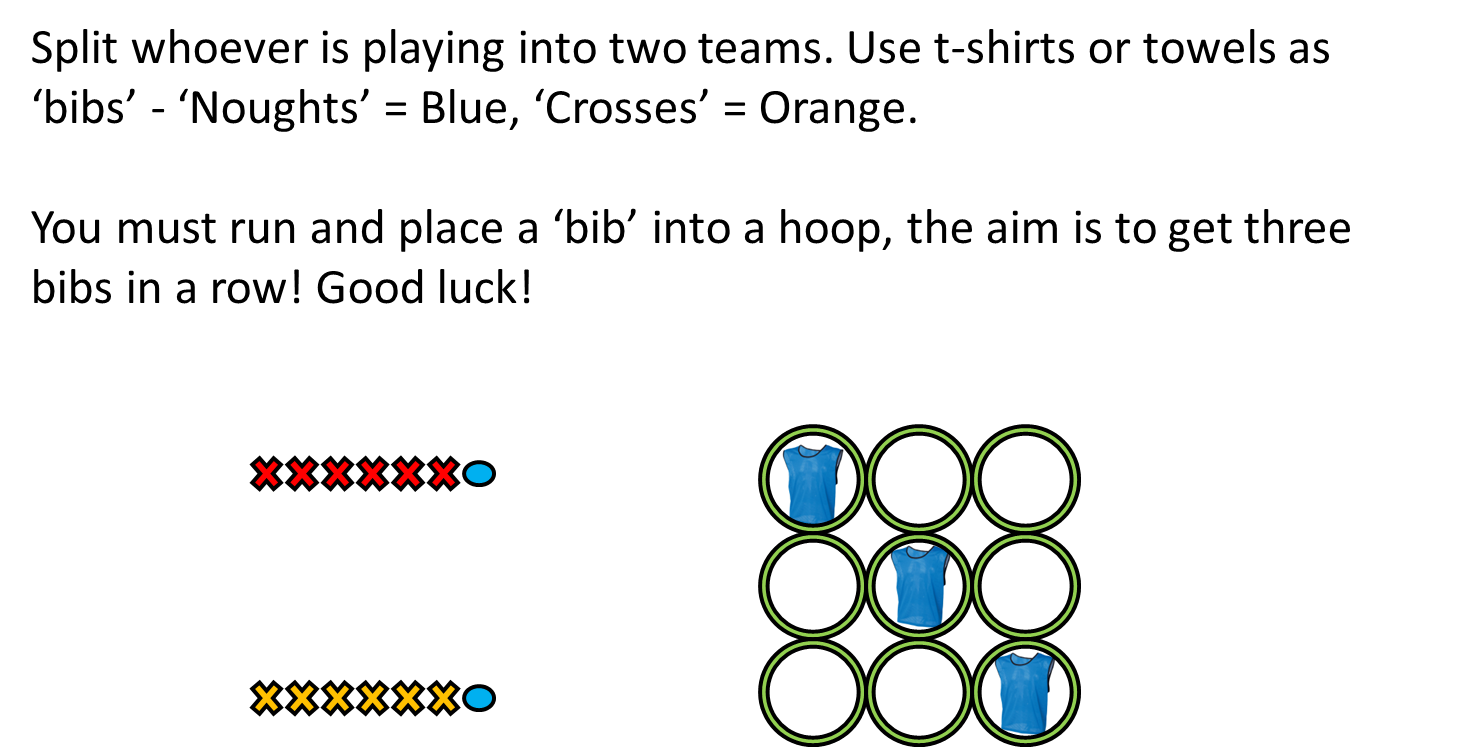 Split whoever is playing into two teams. Use t-shirts or towels as
‘bibs’ - ‘Noughts’ = Blue, ‘Crosses’ = Orange.
You must run and place a ‘bib’ into a hoop, the aim is to get three
bibs in a row! Good luck!